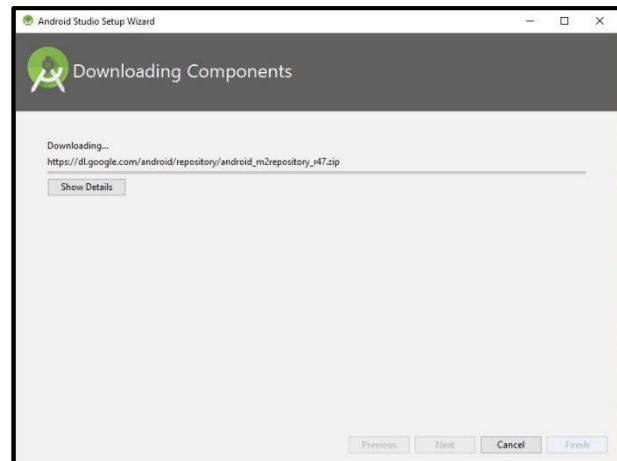 Android Studio Setup Wizard
Downloading Components
Downloading...
https://dl.google.com/android/repository/android_m2repository_r47.zip
Show Details
Previous Next Cancel Finish